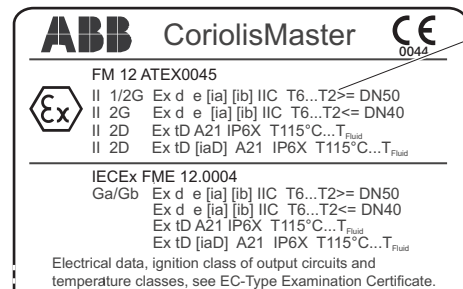 ABB CoriolisMaster CE
0044
FM 12 ATEX0045
Ex
II 1/2G Ex d e [ia] [ib] IIC T6...T2>= DN50
II 2G Ex d e [ia] [ib] IIC T6...T2<= DN40
II 2D Ex tD A21 IP6X T115°C...TFluid
II 2D Ex tD [iaD] A21 IP6X T115°C...TFluid
IECEx FME 12.0004
Ga/Gb Ex d e [ia] [ib] IIC T6...T2>= DN50
Ex d e [ia] [ib] IIC T6...T2<= DN40
Ex tD A21 IP6X T115°C...TFluid
Ex tD [iaD] A21 IP6X T115°C...TFluid
Electrical data, ignition class of output circuits and
temperature classes, see EC-Type Examination Certificate.